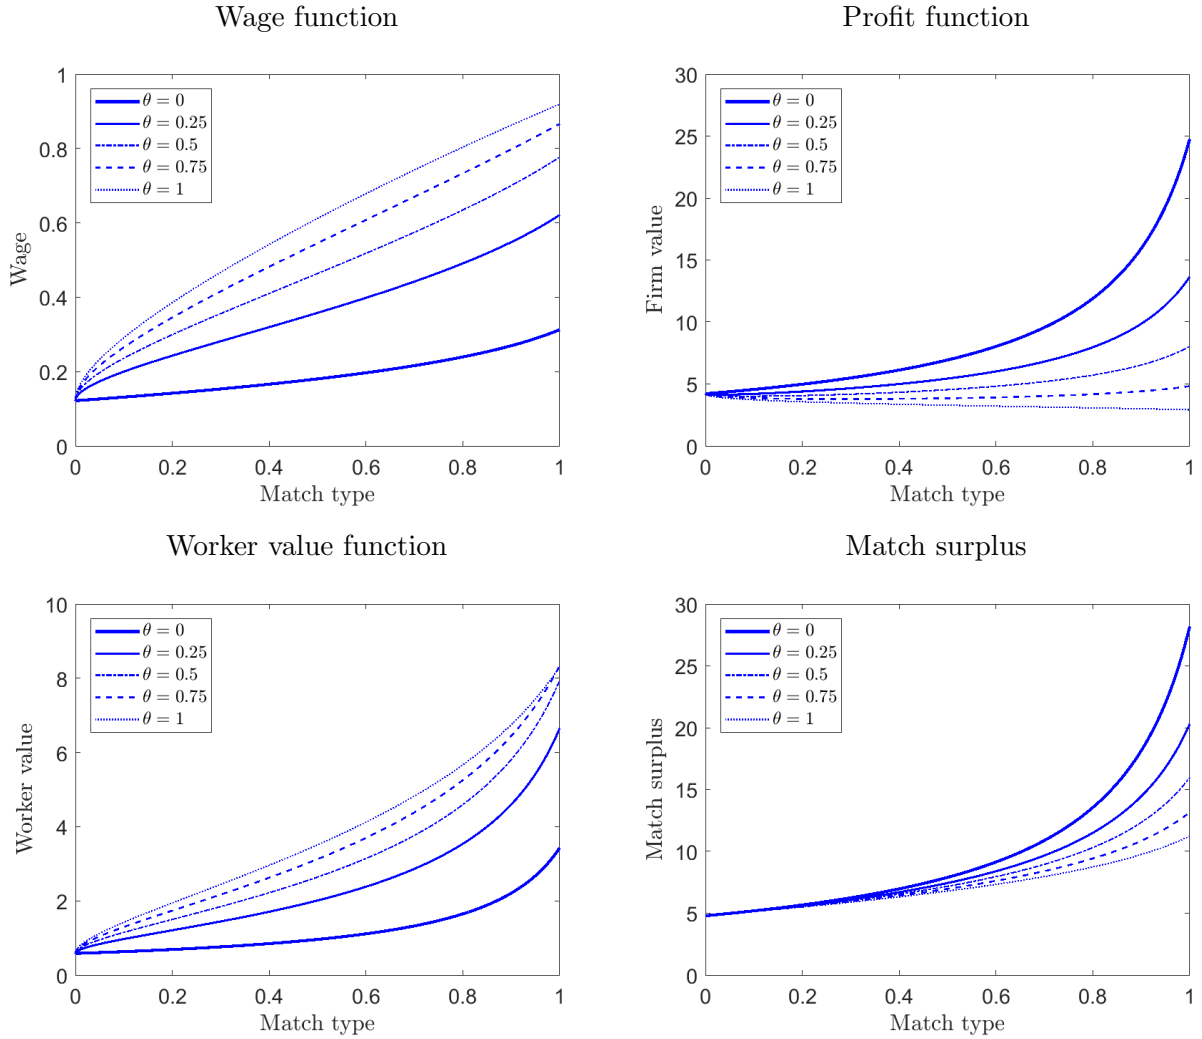 Wage function
1
0.8
0.6
0.4
0.2
0
0
0.2
0.4
0.6
0.8
1
Wage
Match type
θ = 0
θ = 0.25
θ = 0.5
θ = 0.75
θ = 1
Profit function
30
25
20
15
10
5
0
0
0.2
0.4
0.6
0.8
1
Firm value
Match type
θ = 0
θ = 0.25
θ = 0.5
θ = 0.75
θ = 1
Worker value function
10
8
6
4
2
0
0
0.2
0.4
0.6
0.8
1
Worker value
Match type
θ = 0
θ = 0.25
θ = 0.5
θ = 0.75
θ = 1
Match surplus
30
25
20
15
10
5
0
0
0.2
0.4
0.6
0.8
1
Match surplus
Match type
θ = 0
θ = 0.25
θ = 0.5
θ = 0.75
θ = 1